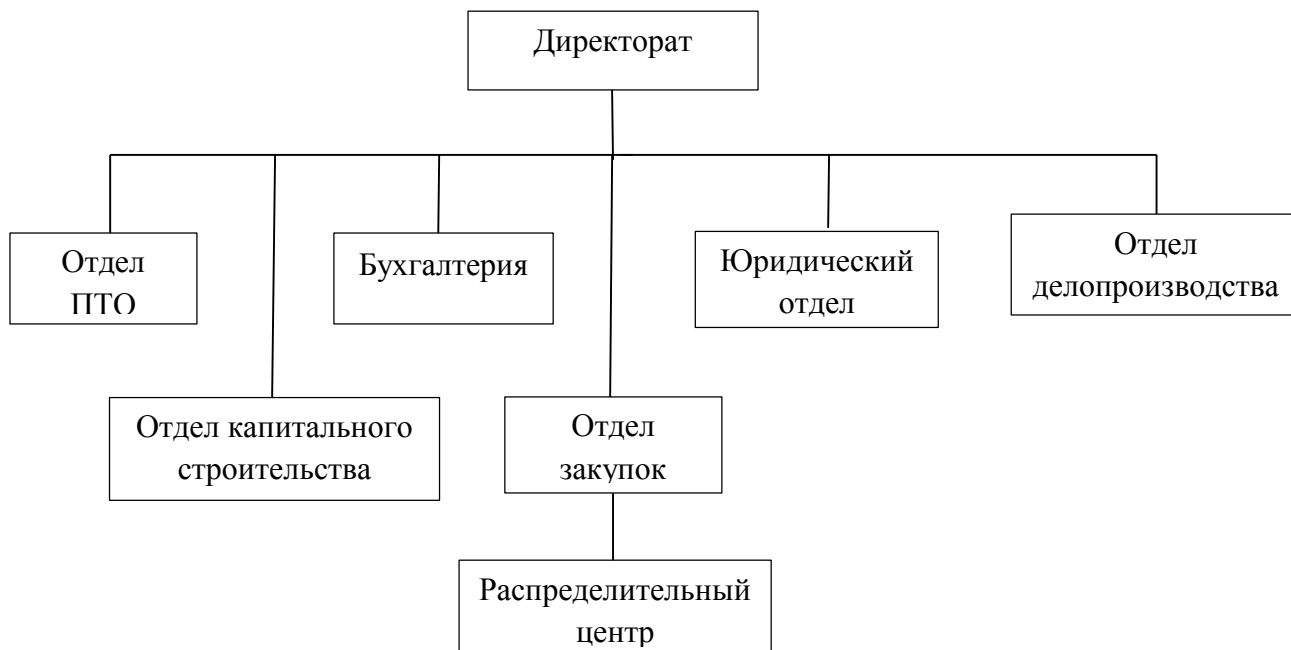 Директорат
Отдел
ПТО
Бухгалтерия
Юридический
отдел
Отдел
делопроизводства
Отдел капитального
строительства
Отдел
закупок
Распределительный
центр